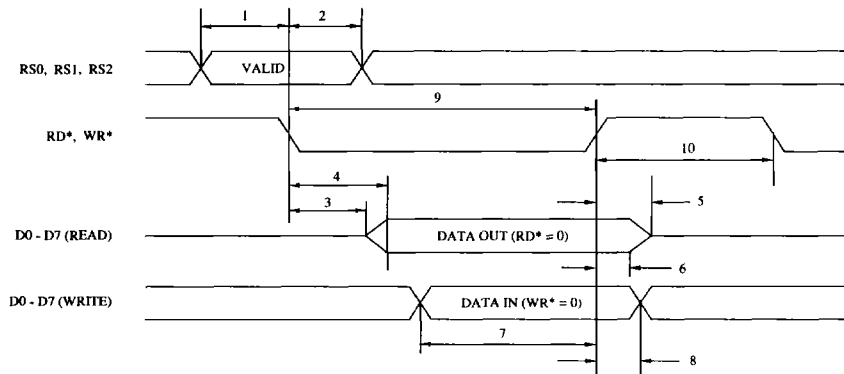 1 2
RS0, RS1, RS2 VALID
9
RD*, WR*
10
4
3 5
D0 - D7 (READ) DATA OUT (RD* = 0)
6
D0 - D7 (WRITE) DATA IN (WR* = 0)
7
8